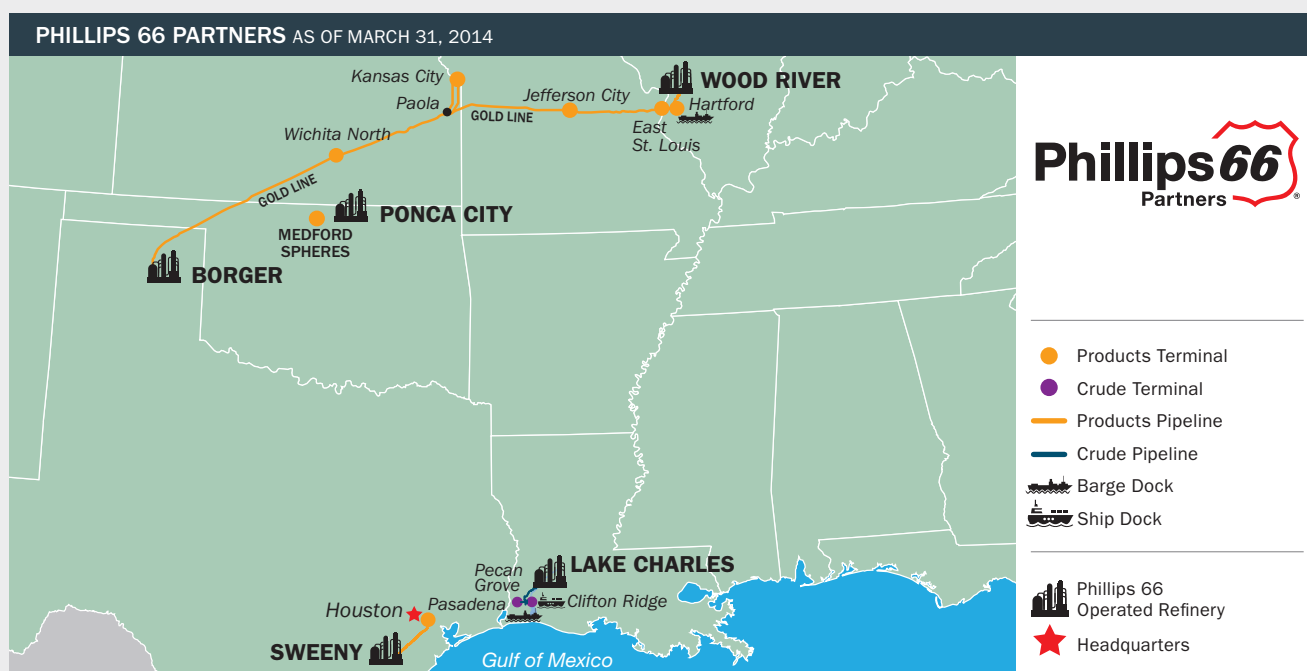 PHILLIPS 66 PARTNERS AS OF MARCH 31, 2014
Kansas City
Paola
Wichita North
GOLD LINE
GOLD LINE
Jefferson City
WOOD RIVER
Hartford
East
St. Louis
PONCA CITY
MEDFORD
SPHERES
BORGER
LAKE CHARLES
Pecan
Grove
Clifton Ridge
Houston
Pasadena
SWEENY
Gulf of Mexico
Phillips 66
Partners ®
Products Terminal
Crude Terminal
Products Pipeline
Crude Pipeline
Barge Dock
Ship Dock
Phillips 66
Operated Refinery
Headquarters